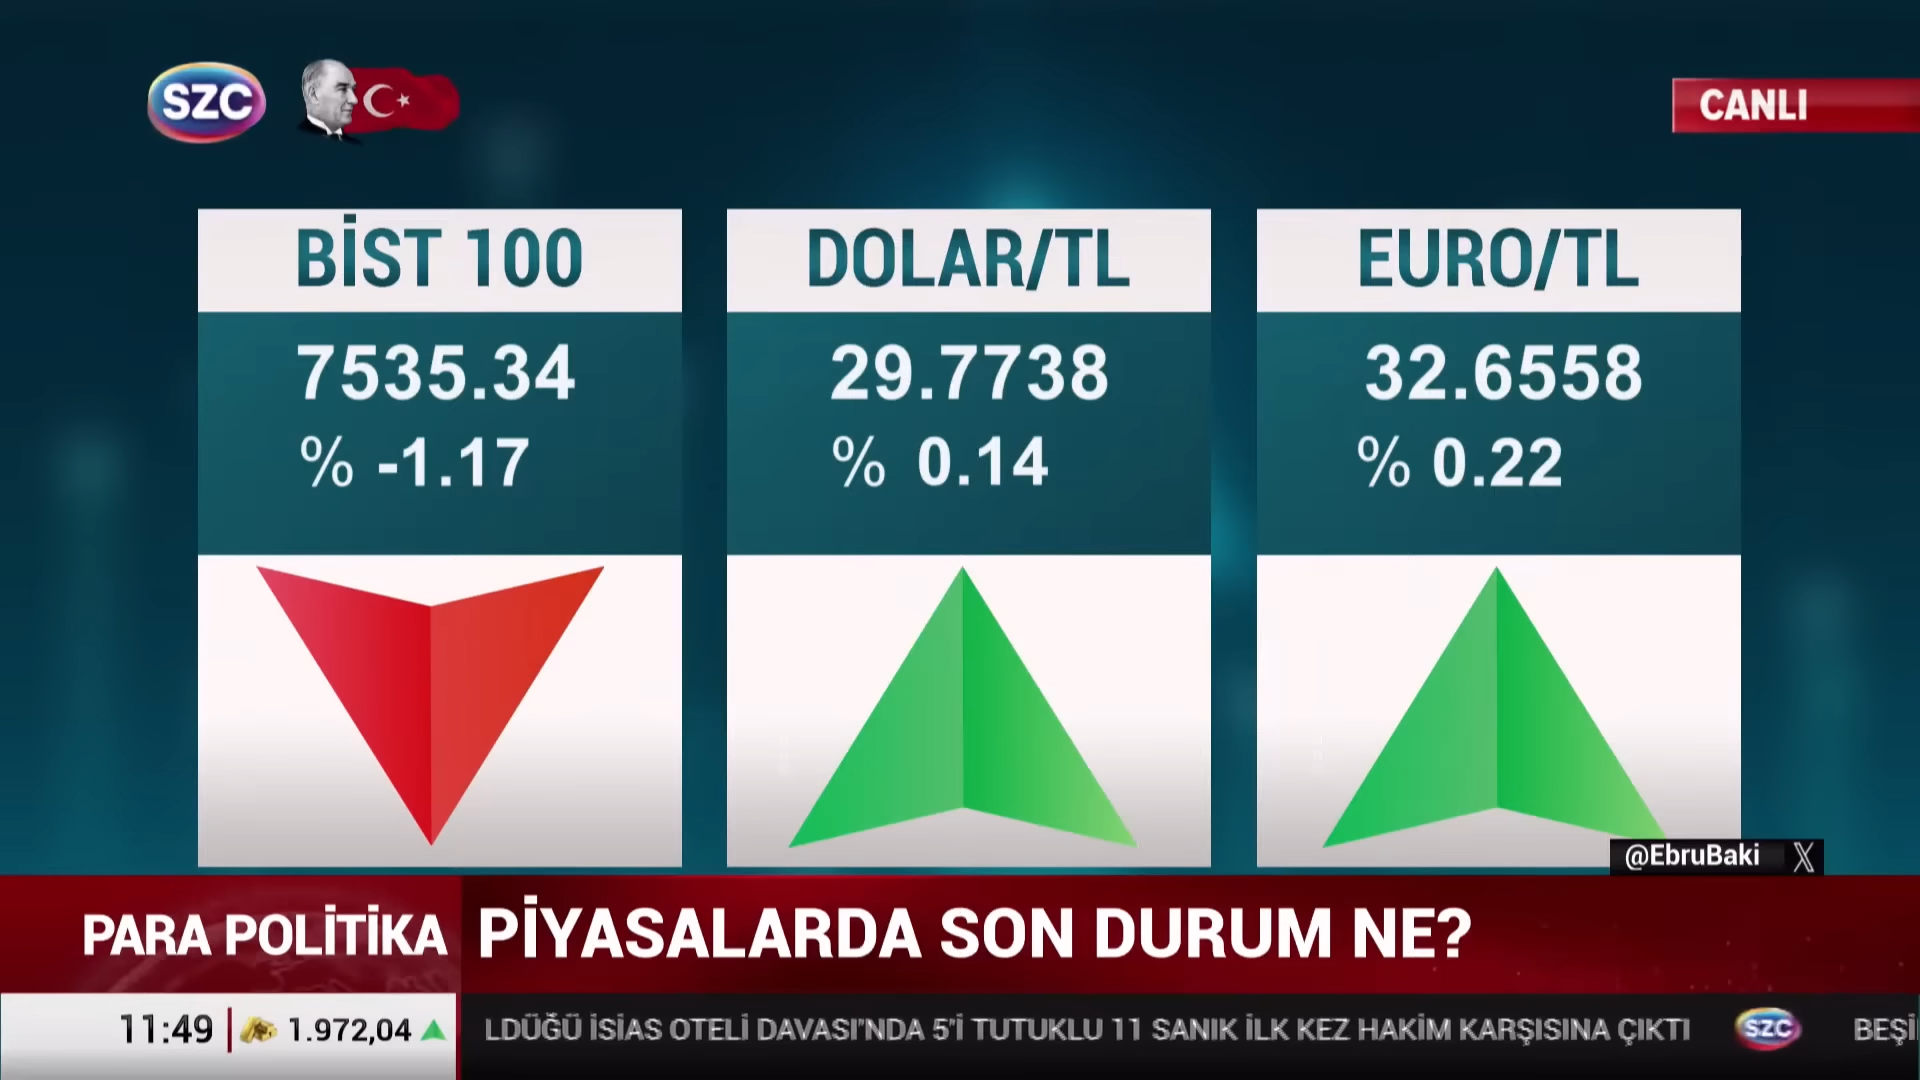 SZC
CANLI
BİST 100
7535.34
% -1.17
DOLAR/TL
29.7738
% 0.14
EURO/TL
32.6558
% 0.22
@EbruBaki X
PARA POLİTİKA
PİYASALARDA SON DURUM NE?
11:49
1.972,04
LDÜĞÜ İSİAS OTELİ DAVASI'NDA 5'İ TUTUKLU 11 SANIK İLK KEZ HAKİM KARŞISINA ÇIKTI
SZC
BEŞİ